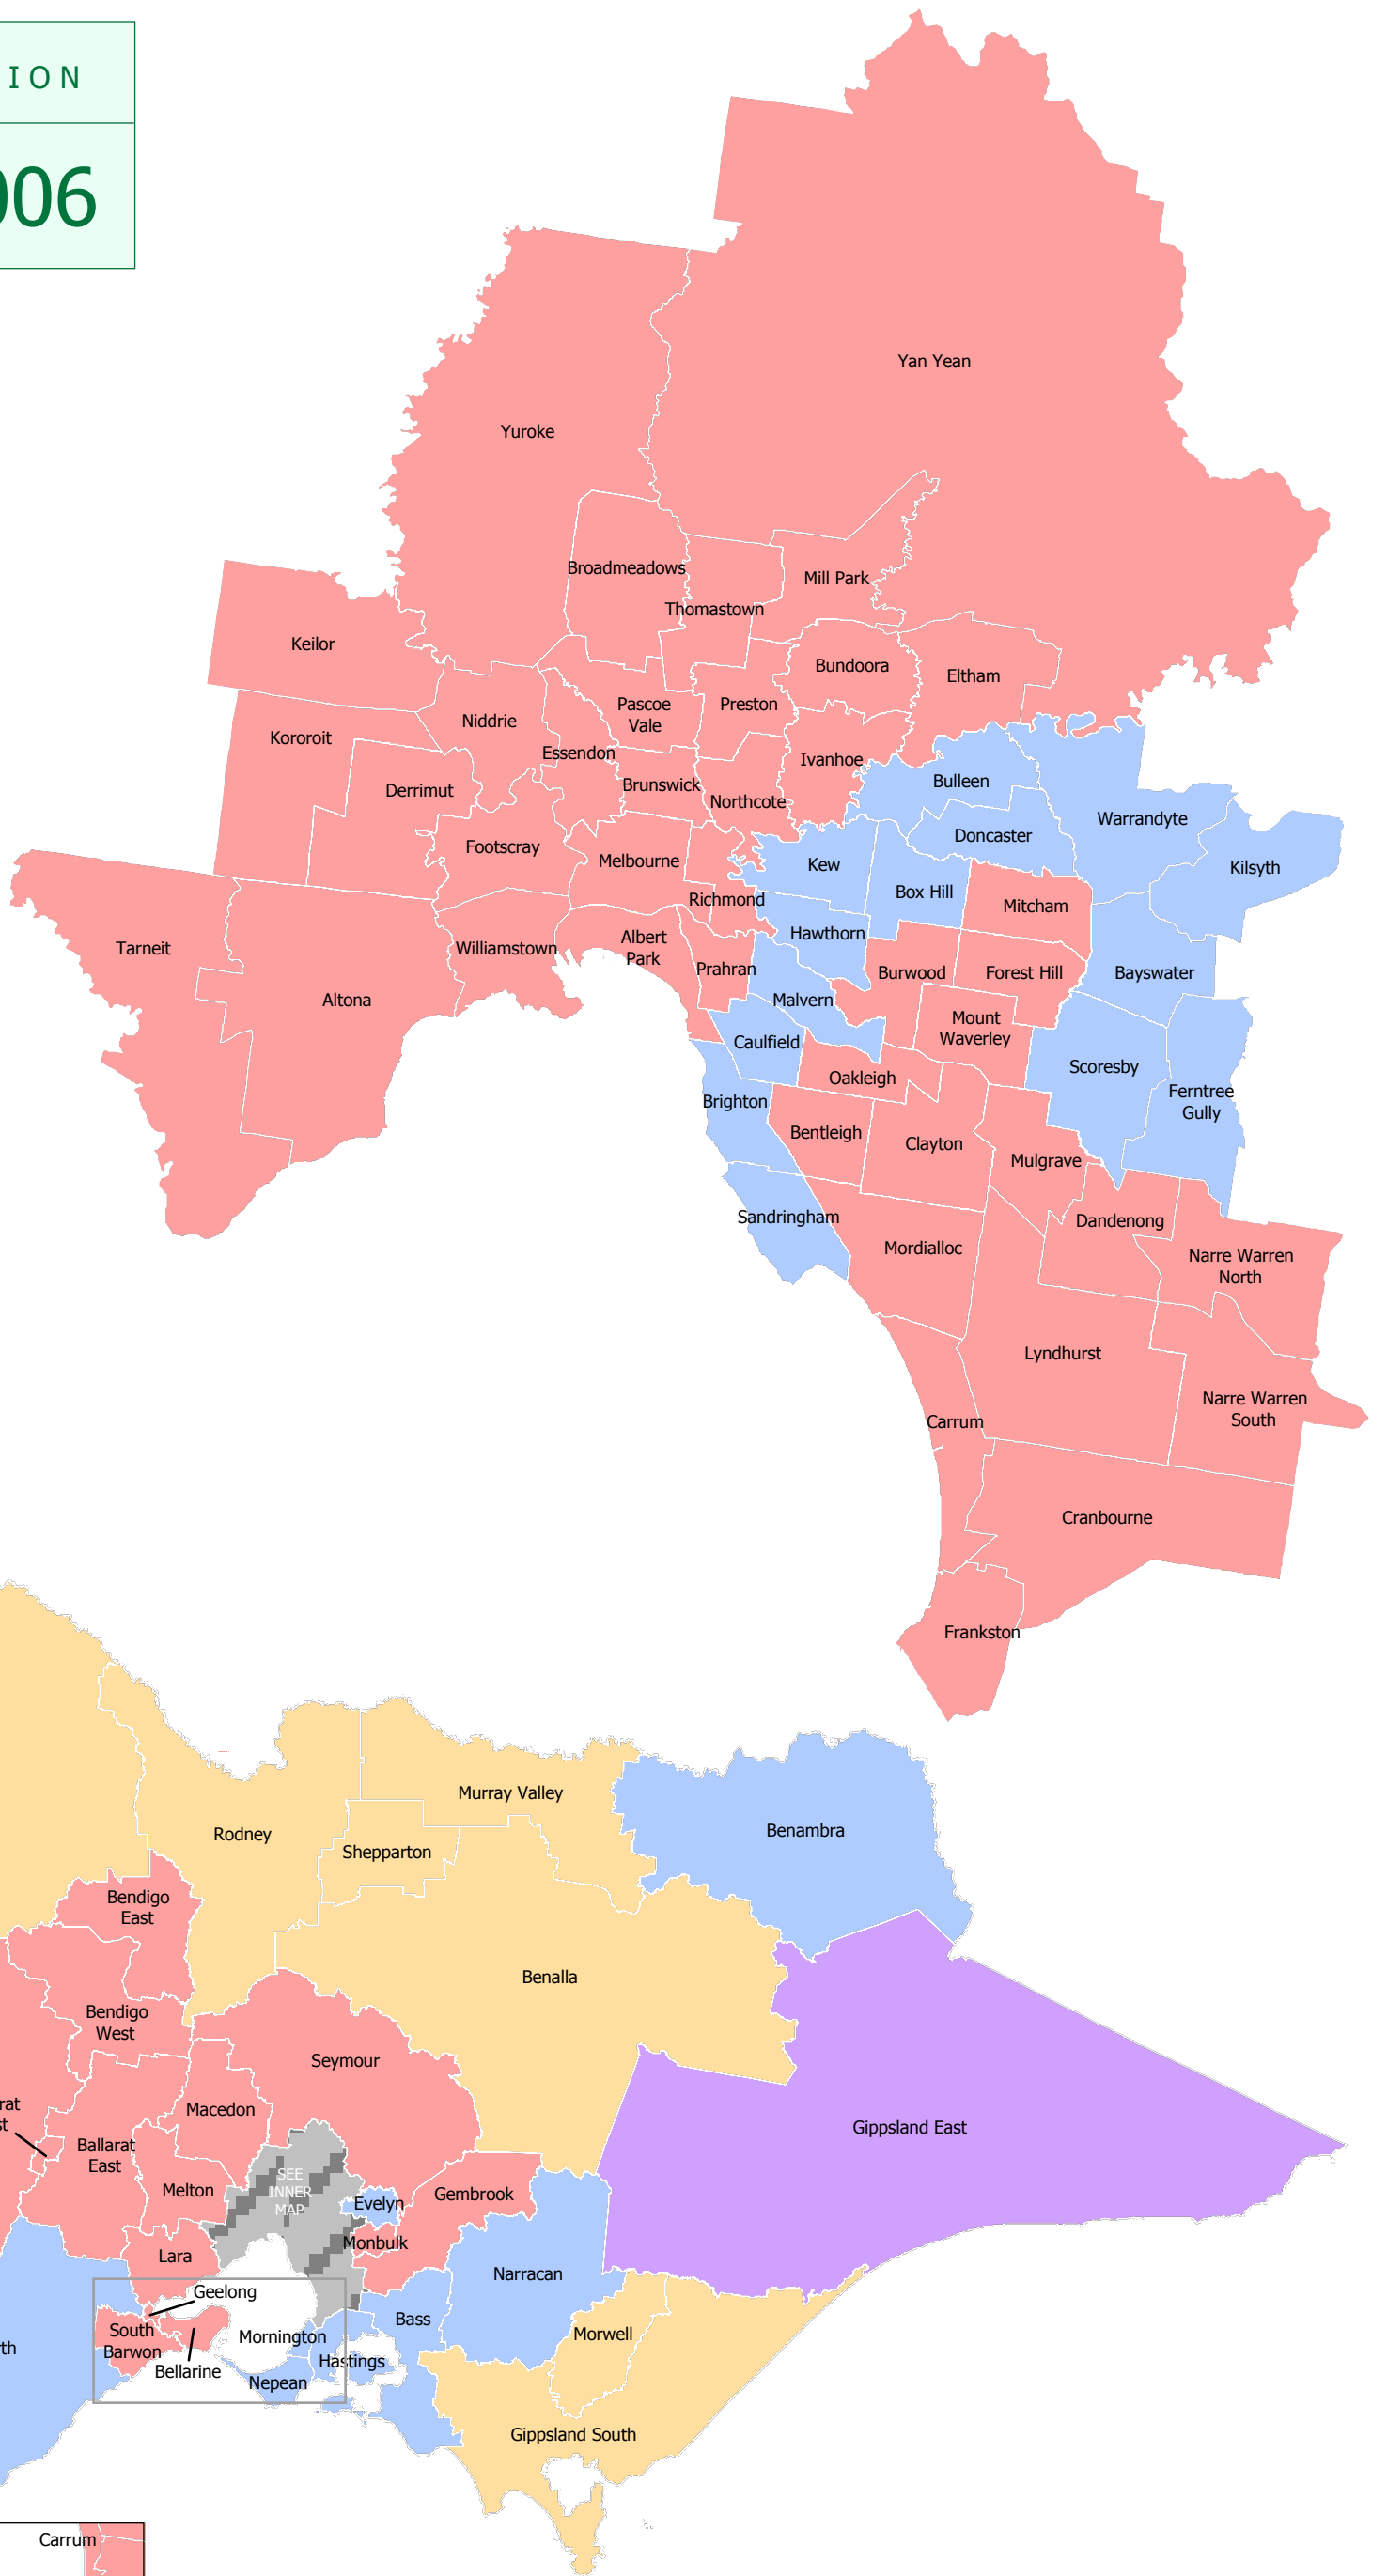 ION
006
Yan Yean
Yuroke
Broadmeadows
Mill Park
Thomastown
Keilor
Bundoora
Eltham
Pascoe
Vale
Preston
Niddrie
Kororoit
Essendon
Ivanhoe
Bulleen
Brunswick
Derrimut
Northcote
Warrandyte
Doncaster
Footscray
Melbourne
Kew
Kilsyth
Box Hill
Richmond
Mitcham
Hawthorn
Albert
Park
Tarneit
Williamstown
Prahran
Burwood
Forest Hill
Bayswater
Altona
Malvern
Mount
Waverley
Caulfield
Scoresby
Oakleigh
Ferntree
Gully
Brighton
Bentleigh
Clayton
Mulgrave
Sandringham
Dandenong
Mordialloc
Narre Warren
North
Lyndhurst
Narre Warren
South
Carrum
Cranbourne
Frankston
Murray Valley
Benambra
Rodney
Shepparton
Bendigo
East
Benalla
Bendigo
West
Seymour
rat
st
Macedon
Gippsland East
Ballarat
East
SEE
INNER
MAP
Melton
Gembrook
Evelyn
Monbulk
Lara
Narracan
Geelong
Bass
South
Barwon
Mornington
Morwell
th
Hastings
Bellarine
Nepean
Gippsland South
Carrum